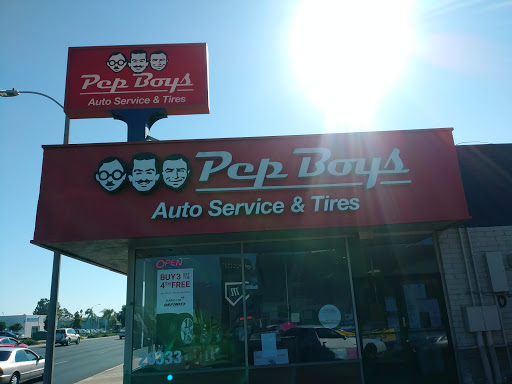 Pep Boys
Auto Service & Tires
Pep Boys
Auto Service & Tires
OPEN
BUY 3
4TH FREE